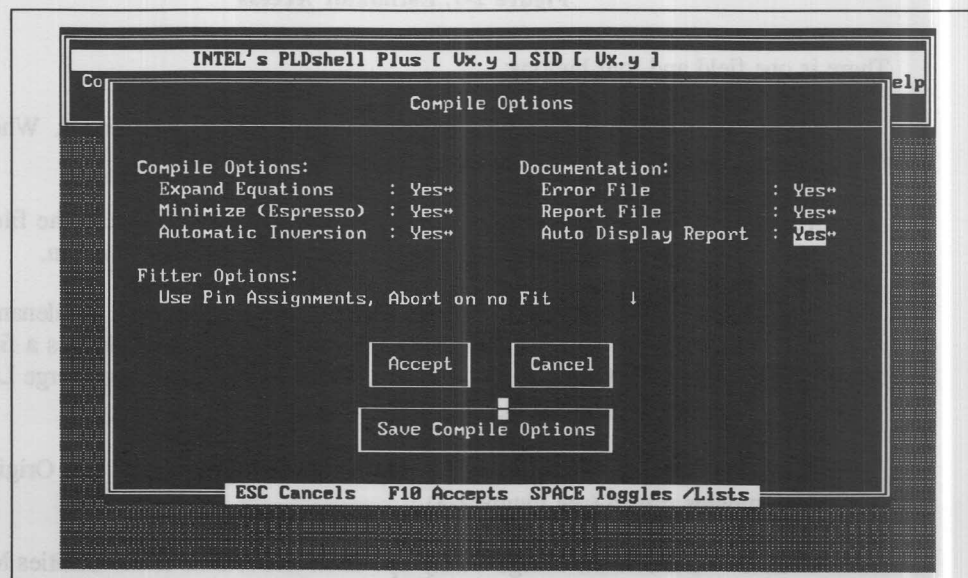 INTEL's PLDshell Plus [ Vx.y ] SID [ Vx.y ]
Co elp
Compile Options
Compile Options:
Expand Equations : Yes↔
Minimize (Espresso) : Yes↔
Automatic Inversion : Yes↔
Documentation:
Error File : Yes↔
Report File : Yes↔
Auto Display Report : Yes↔
Fitter Options:
Use Pin Assignments, Abort on no Fit ↓
Accept Cancel
Save Compile Options
ESC Cancels F10 Accepts SPACE Toggles /Lists